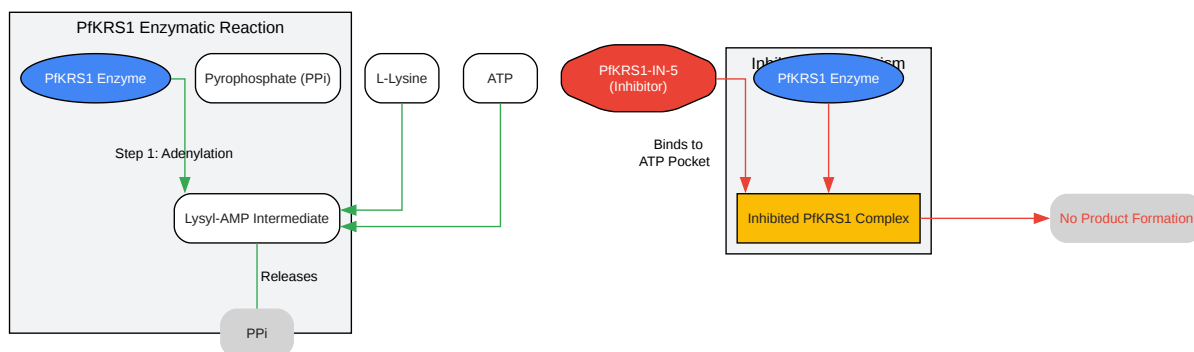 PfKRS1 Enzymatic Reaction
PfKRS1 Enzyme
Pyrophosphate (PPi)
L-Lysine
ATP
Step 1: Adenylation
Lysyl-AMP Intermediate
Releases
PPi
PfKRS1-IN-5
(Inhibitor)
Binds to
ATP Pocket
PfKRS1 Enzyme
Inhibited PfKRS1 Complex
No Product Formation